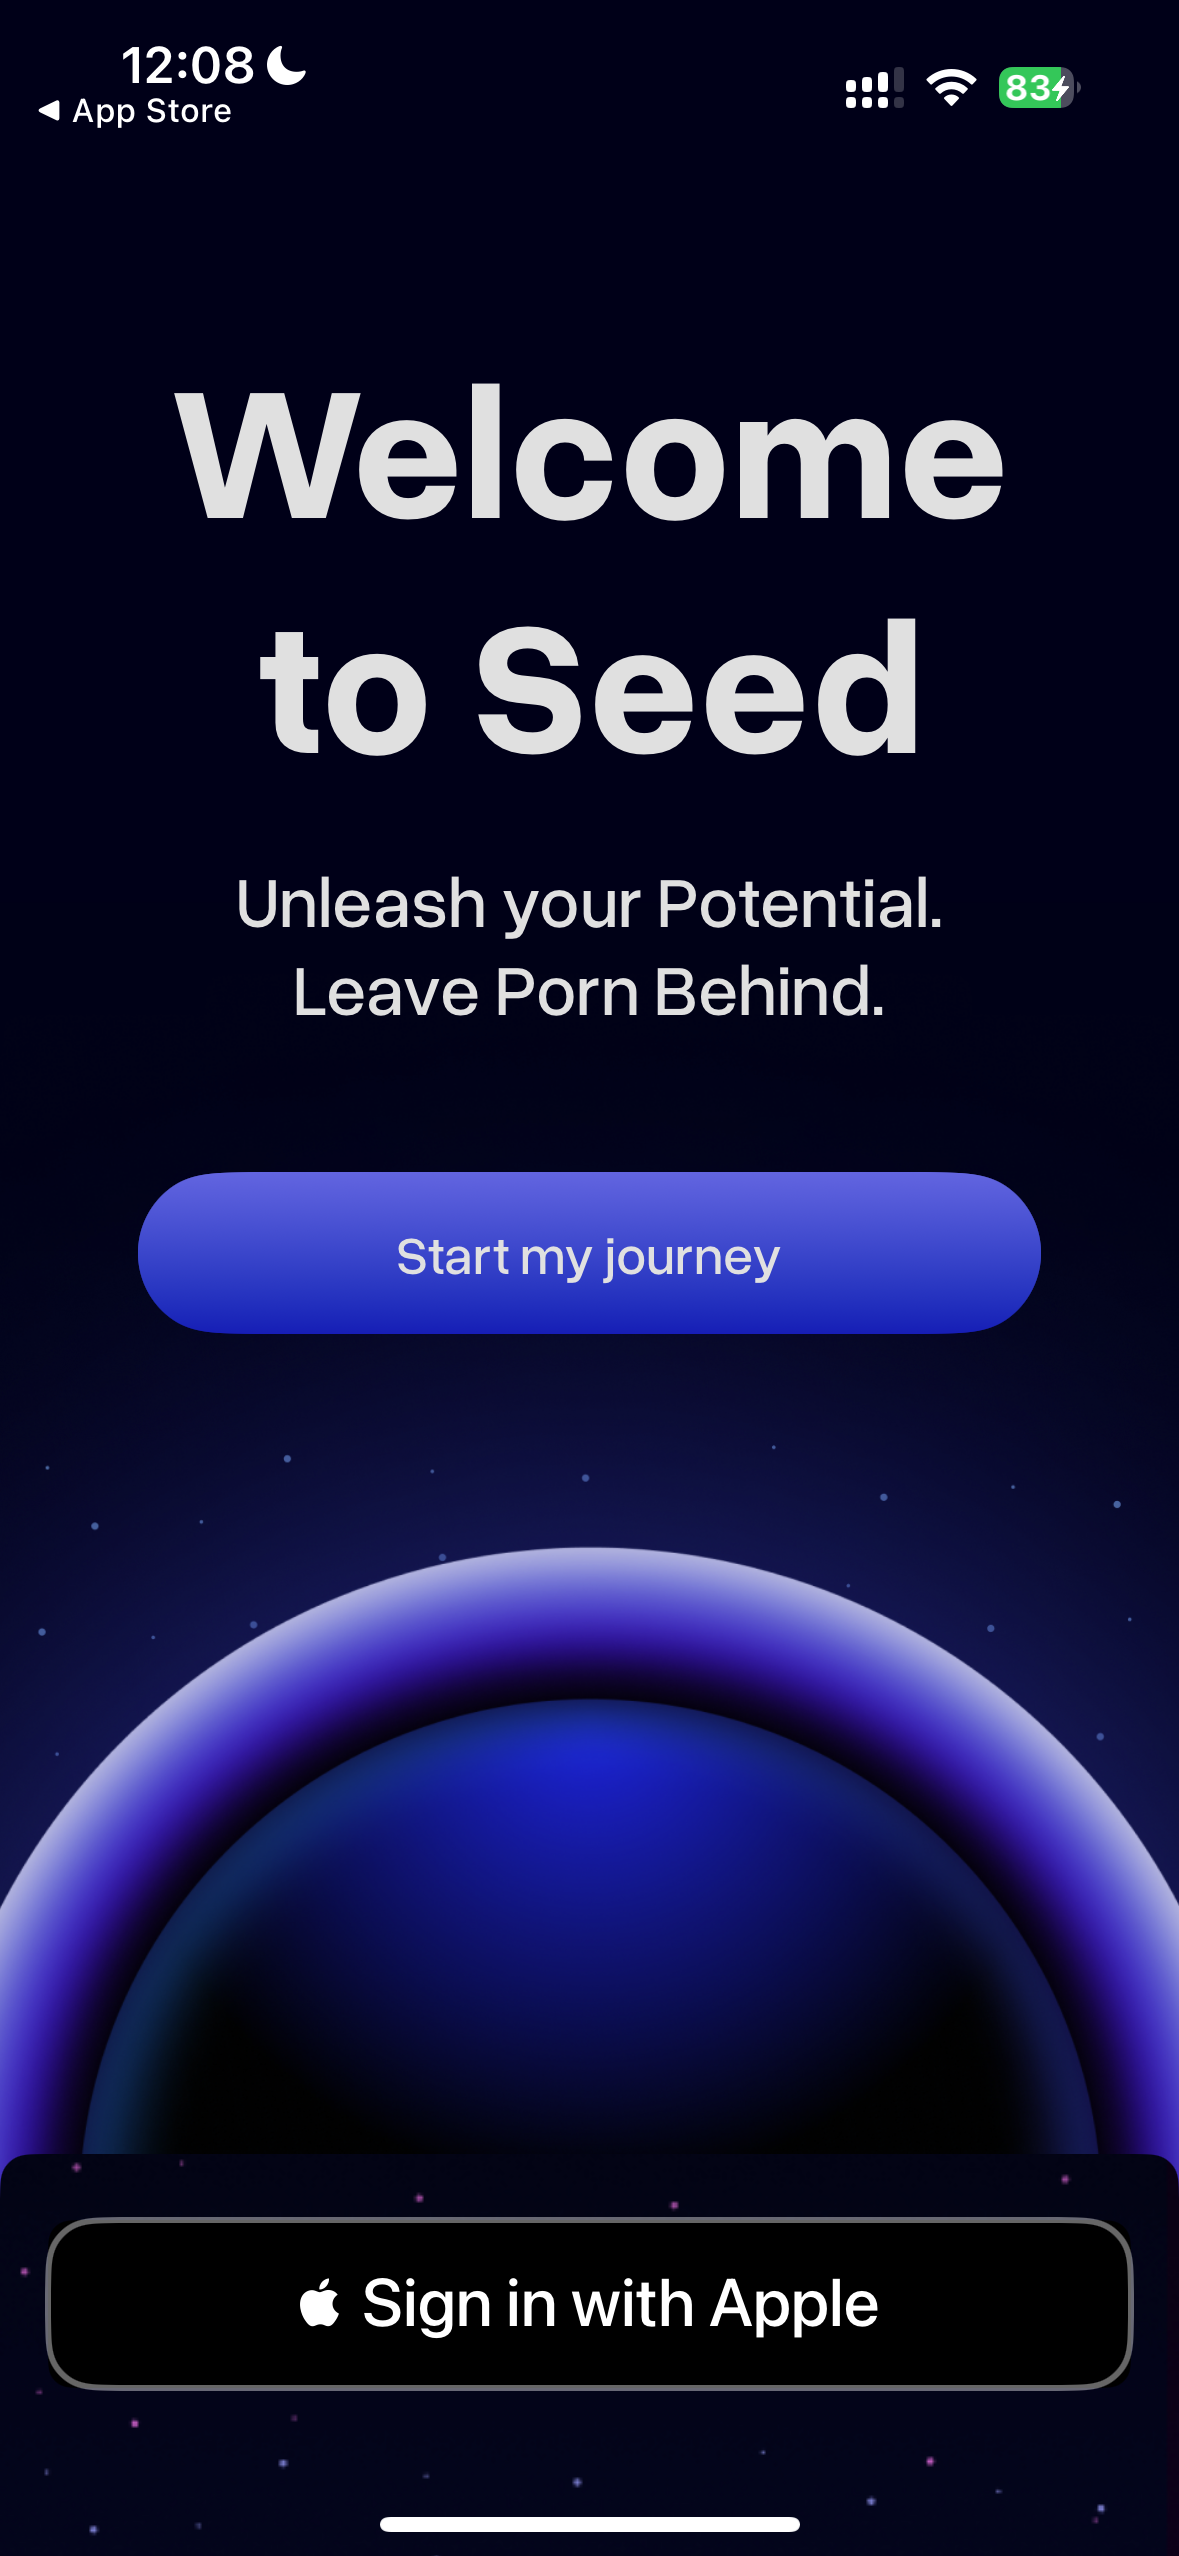 12:08
App Store
83
Welcome
to Seed
Unleash your Potential.
Leave Porn Behind.
Start my journey
Sign in with Apple